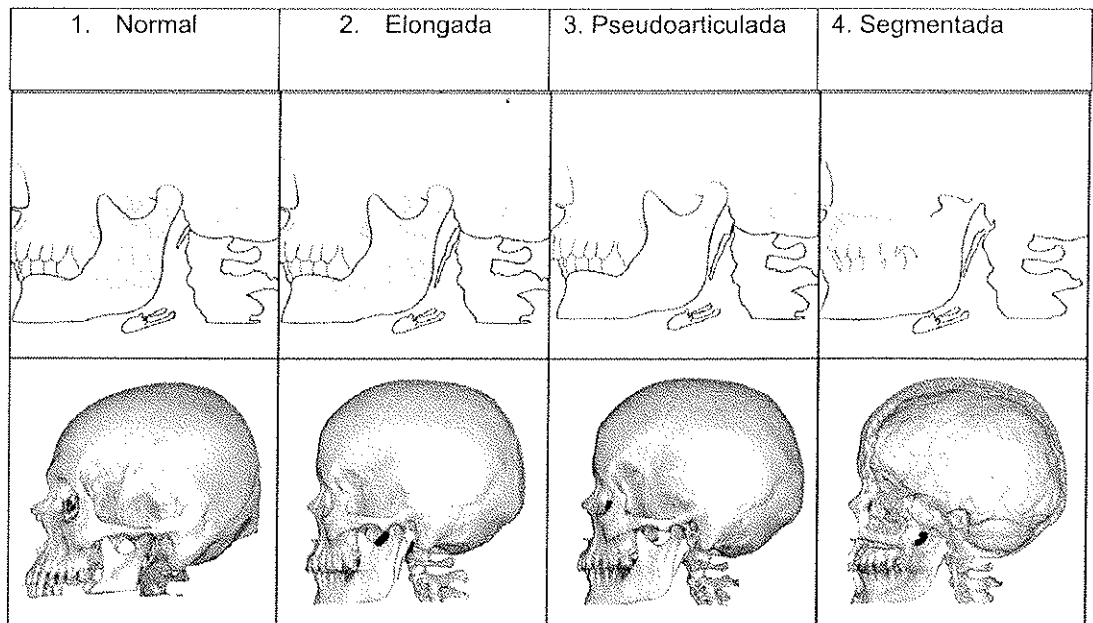 1. Normal
2. Elongada
3. Pseudoarticulada
4. Segmentada